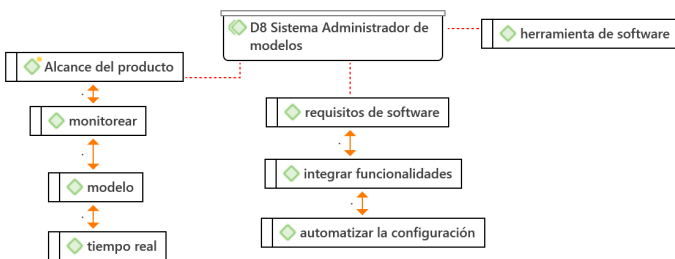 D8 Sistema Administrador de
modelos
herramienta de software
Alcance del producto
monitorear
modelo
tiempo real
requisitos de software
integrar funcionalidades
automatizar la configuración